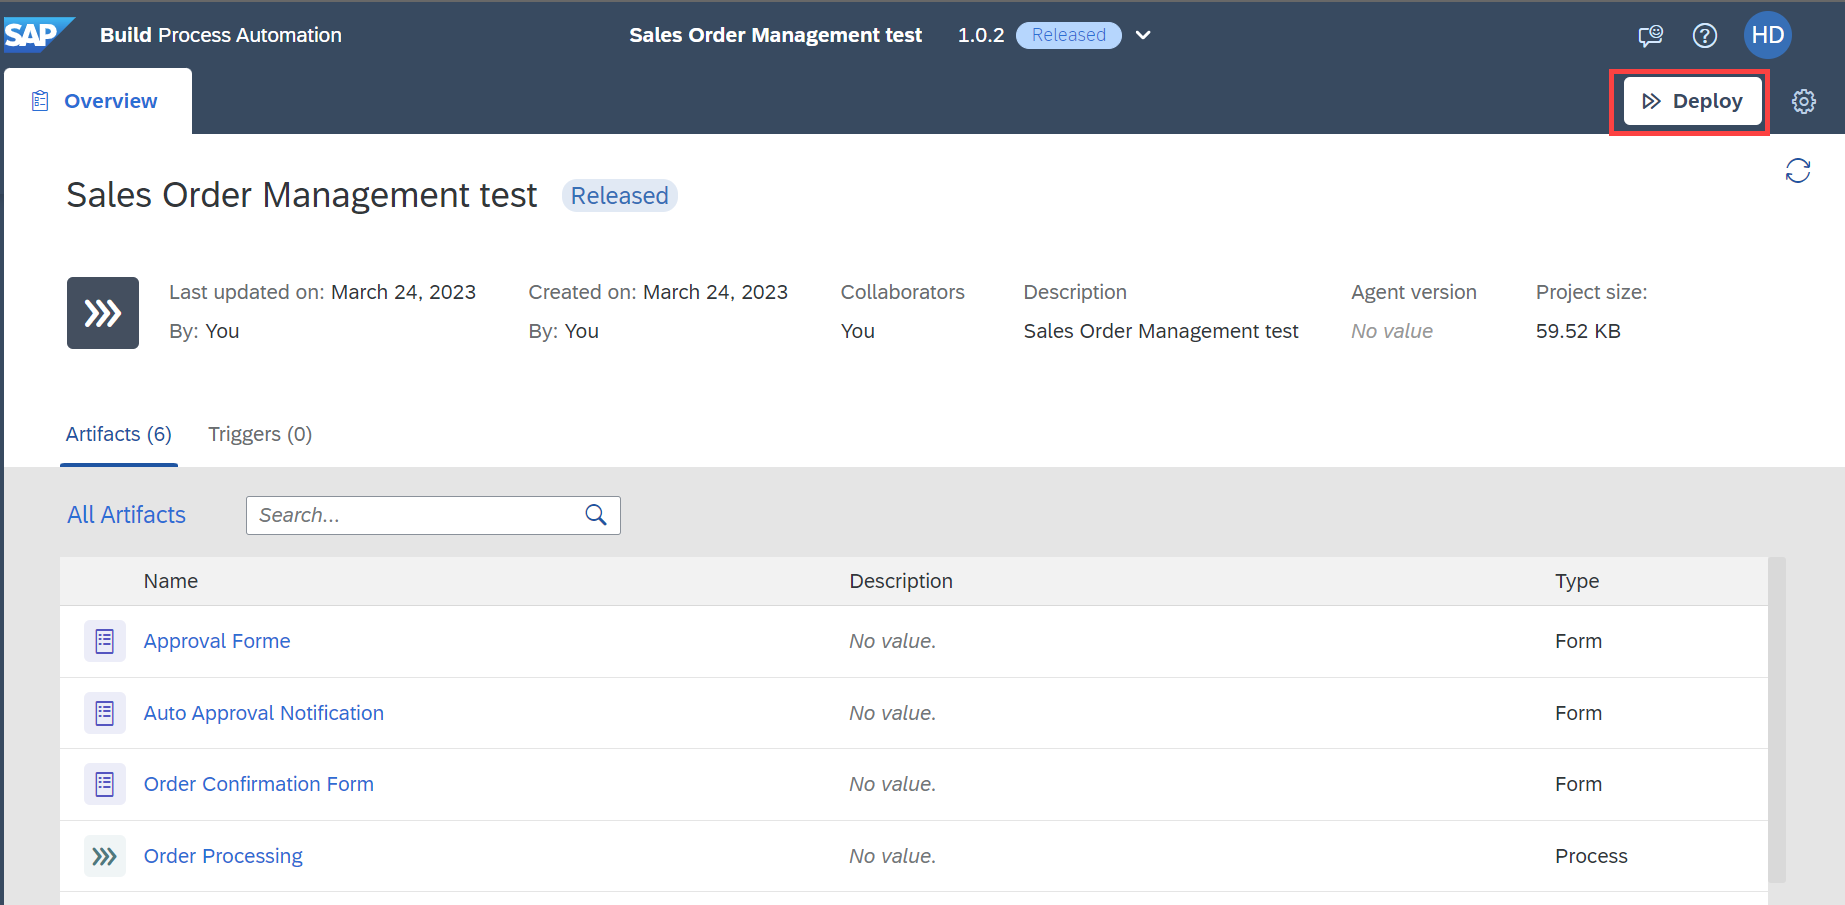 SAP Build Process Automation Sales Order Management test 1.0.2 Released HD
Overview Deploy
Sales Order Management test Released
Last updated on: March 24, 2023 Created on: March 24, 2023 Collaborators Description Agent version Project size:
By: You By: You You Sales Order Management test No value 59.52 KB
Artifacts (6) Triggers (0)
All Artifacts Search...
Name Description Type
Approval Forme No value. Form
Auto Approval Notification No value. Form
Order Confirmation Form No value. Form
Order Processing No value. Process